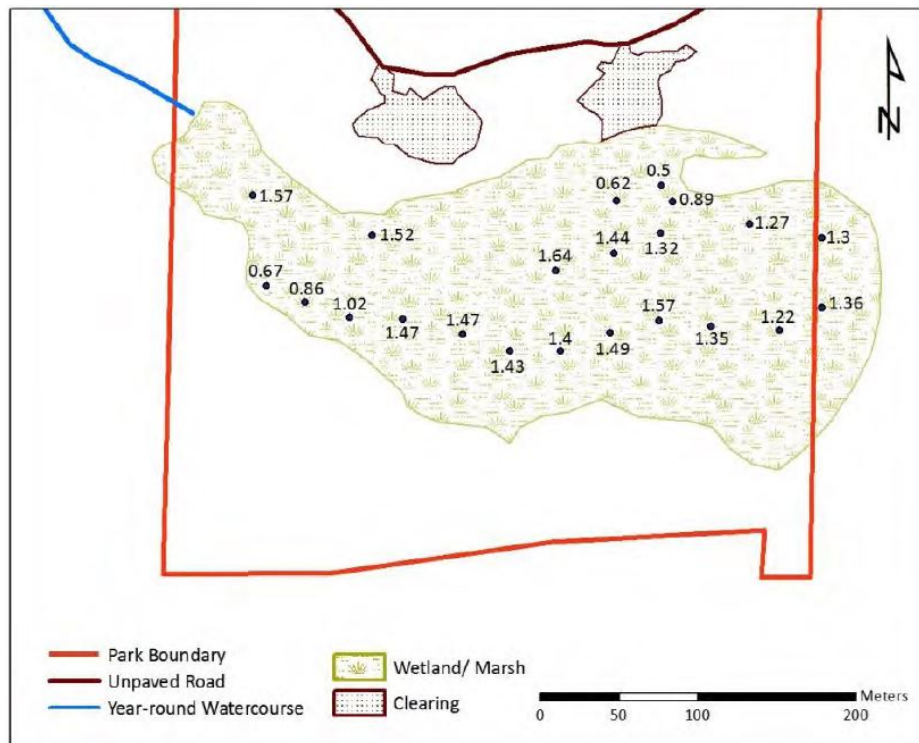 0.5
0.62
0.89
1.57
1.27
1.52
1.3
1.44
1.32
1.64
0.67
0.86
1.02
1.36
1.47
1.47
1.57
1.22
1.4
1.49
1.35
1.43
N
Park Boundary
Unpaved Road
Year-round Watercourse
Wetland/ Marsh
Clearing
Meters
0 50 100 200